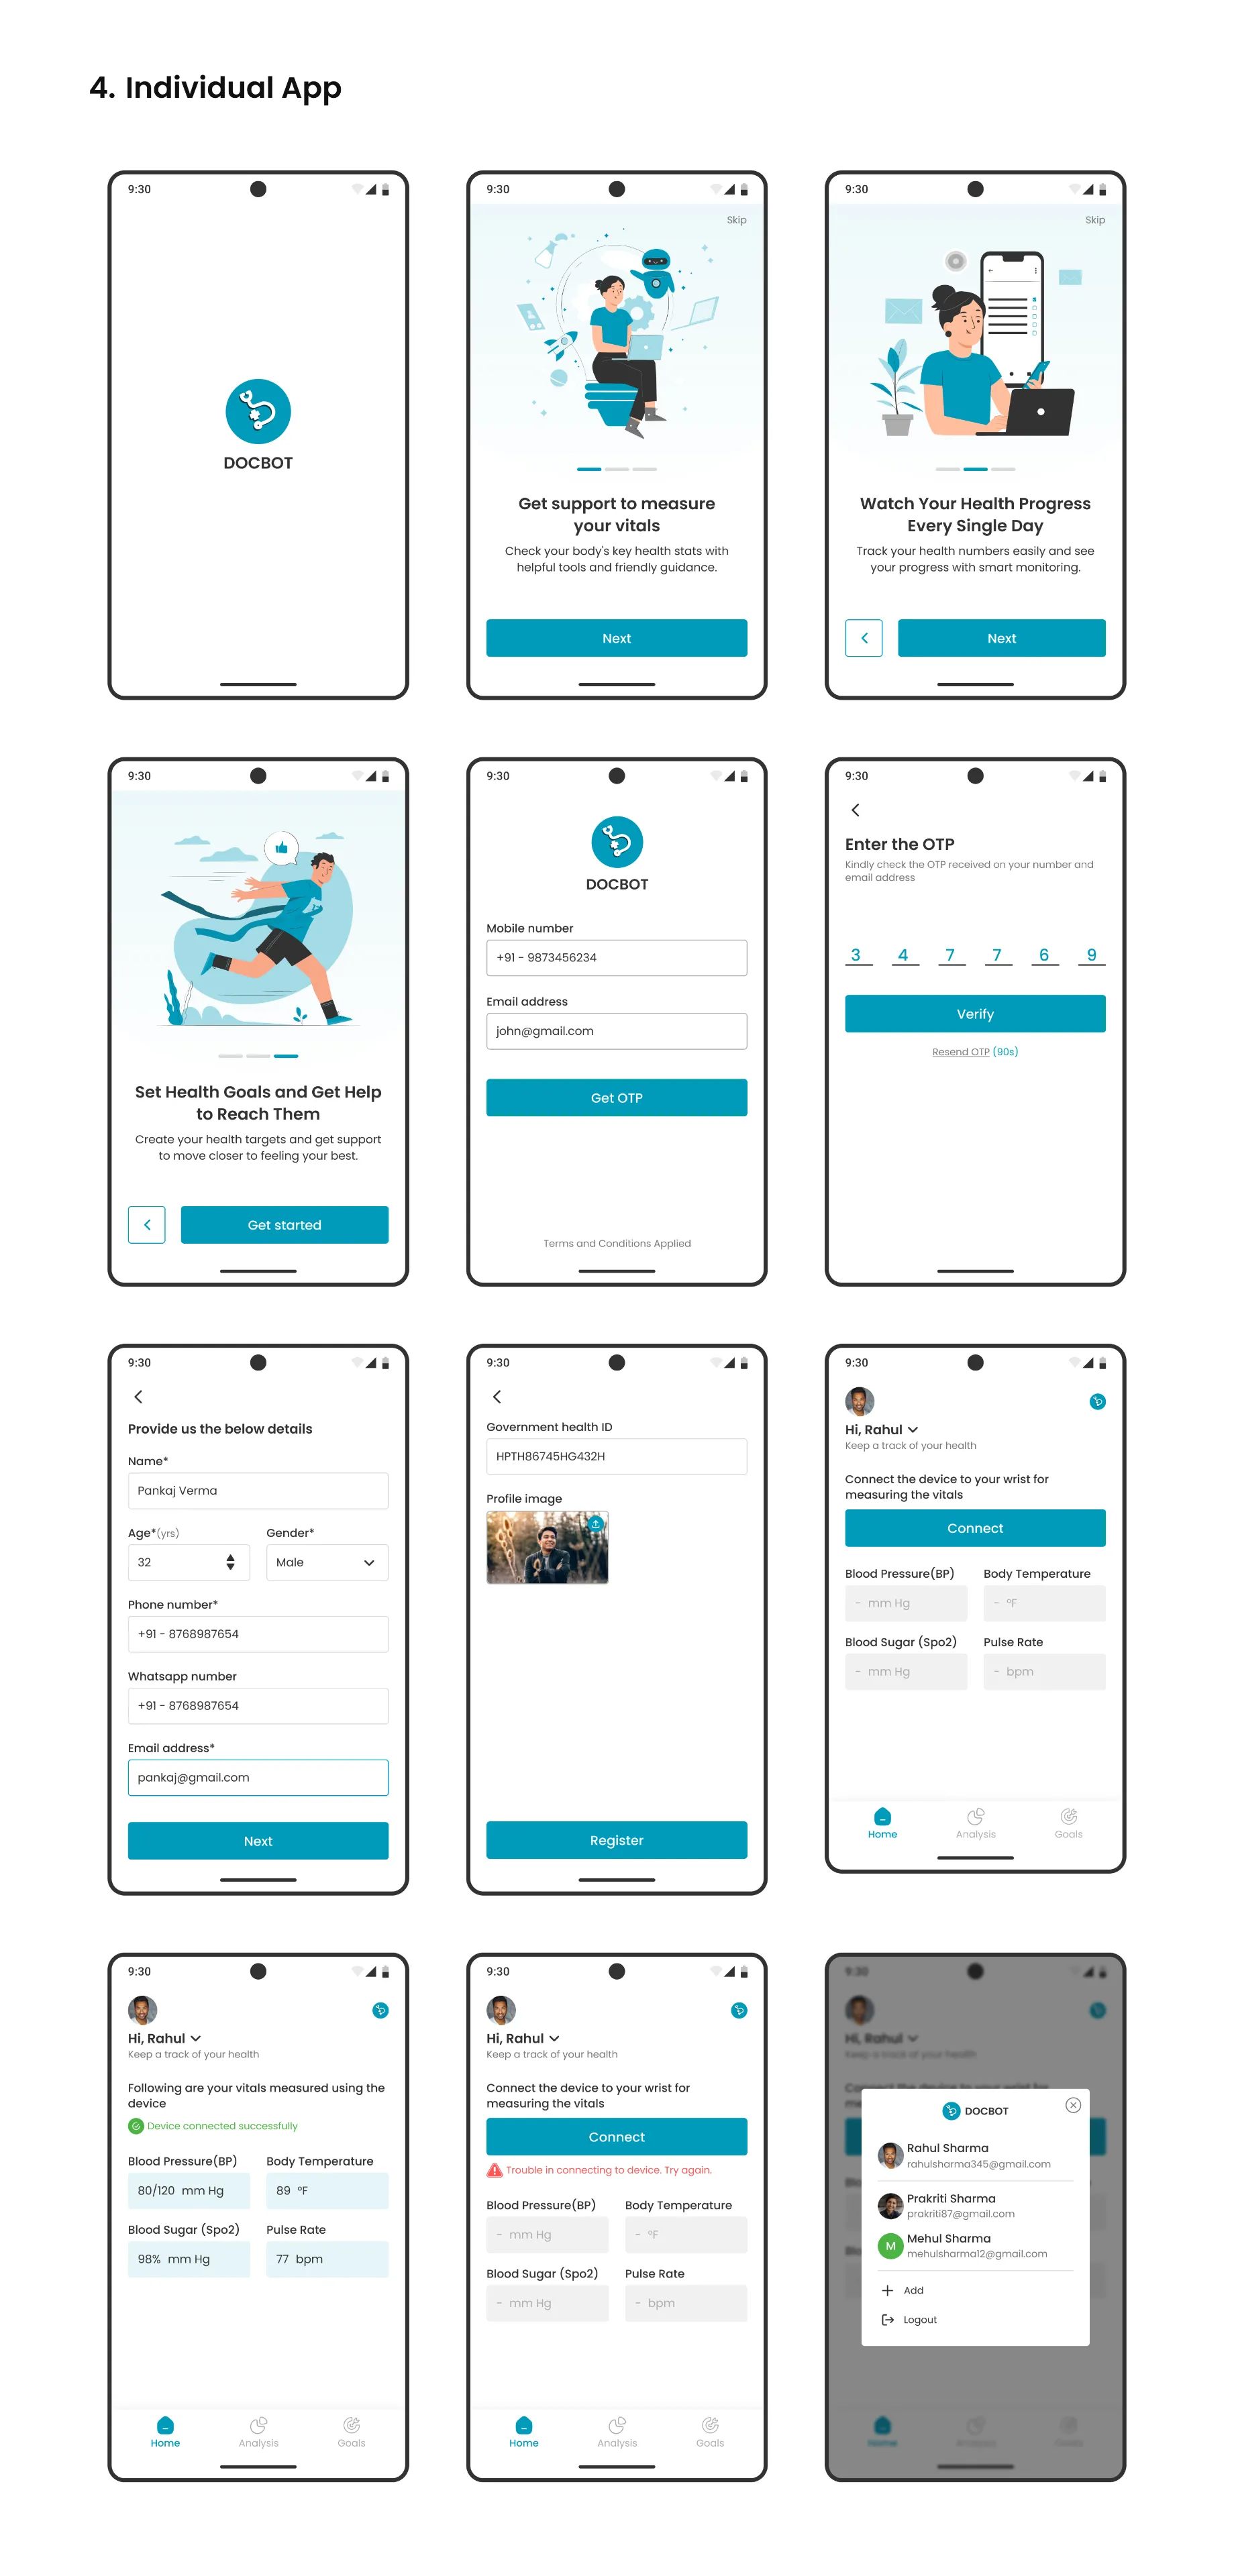 4. Individual App
9:30
DOCBOT
9:30
Skip
Get support to measure
your vitals
Check your body's key health stats with
helpful tools and friendly guidance.
Next
9:30
Skip
Watch Your Health Progress
Every Single Day
Track your health numbers easily and see
your progress with smart monitoring.
Next
9:30
Set Health Goals and Get Help
to Reach Them
Create your health targets and get support
to move closer to feeling your best.
Get started
9:30
DOCBOT
Mobile number
+91 - 9873456234
Email address
john@gmail.com
Get OTP
Terms and Conditions Applied
9:30
Enter the OTP
Kindly check the OTP received on your number and
email address
3 4 7 7 6 9
Verify
Resend OTP (90s)
9:30
Provide us the below details
Name*
Pankaj Verma
Age*(yrs) Gender*
32 Male
Phone number*
+91 - 8768987654
Whatsapp number
+91 - 8768987654
Email address*
pankaj@gmail.com
Next
9:30
Government health ID
HPTH86745HG432H
Profile image
Register
9:30
Hi, Rahul
Keep a track of your health
Connect the device to your wrist for
measuring the vitals
Connect
Blood Pressure(BP) Body Temperature
- mm Hg - °F
Blood Sugar (Spo2) Pulse Rate
- mm Hg - bpm
Home Analysis Goals
9:30
Hi, Rahul
Keep a track of your health
Following are your vitals measured using the
device
Device connected successfully
Blood Pressure(BP) Body Temperature
80/120 mm Hg 89 °F
Blood Sugar (Spo2) Pulse Rate
98% mm Hg 77 bpm
Home Analysis Goals
9:30
Hi, Rahul
Keep a track of your health
Connect the device to your wrist for
measuring the vitals
Connect
Trouble in connecting to device. Try again.
Blood Pressure(BP) Body Temperature
- mm Hg - °F
Blood Sugar (Spo2) Pulse Rate
- mm Hg - bpm
Home Analysis Goals
9:30
Hi, Rahul
Keep a track of your health
DOCBOT
Rahul Sharma
rahulsharma345@gmail.com
Prakriti Sharma
prakriti87@gmail.com
M
Mehul Sharma
mehulsharma12@gmail.com
Add
Logout
Home Analysis Goals